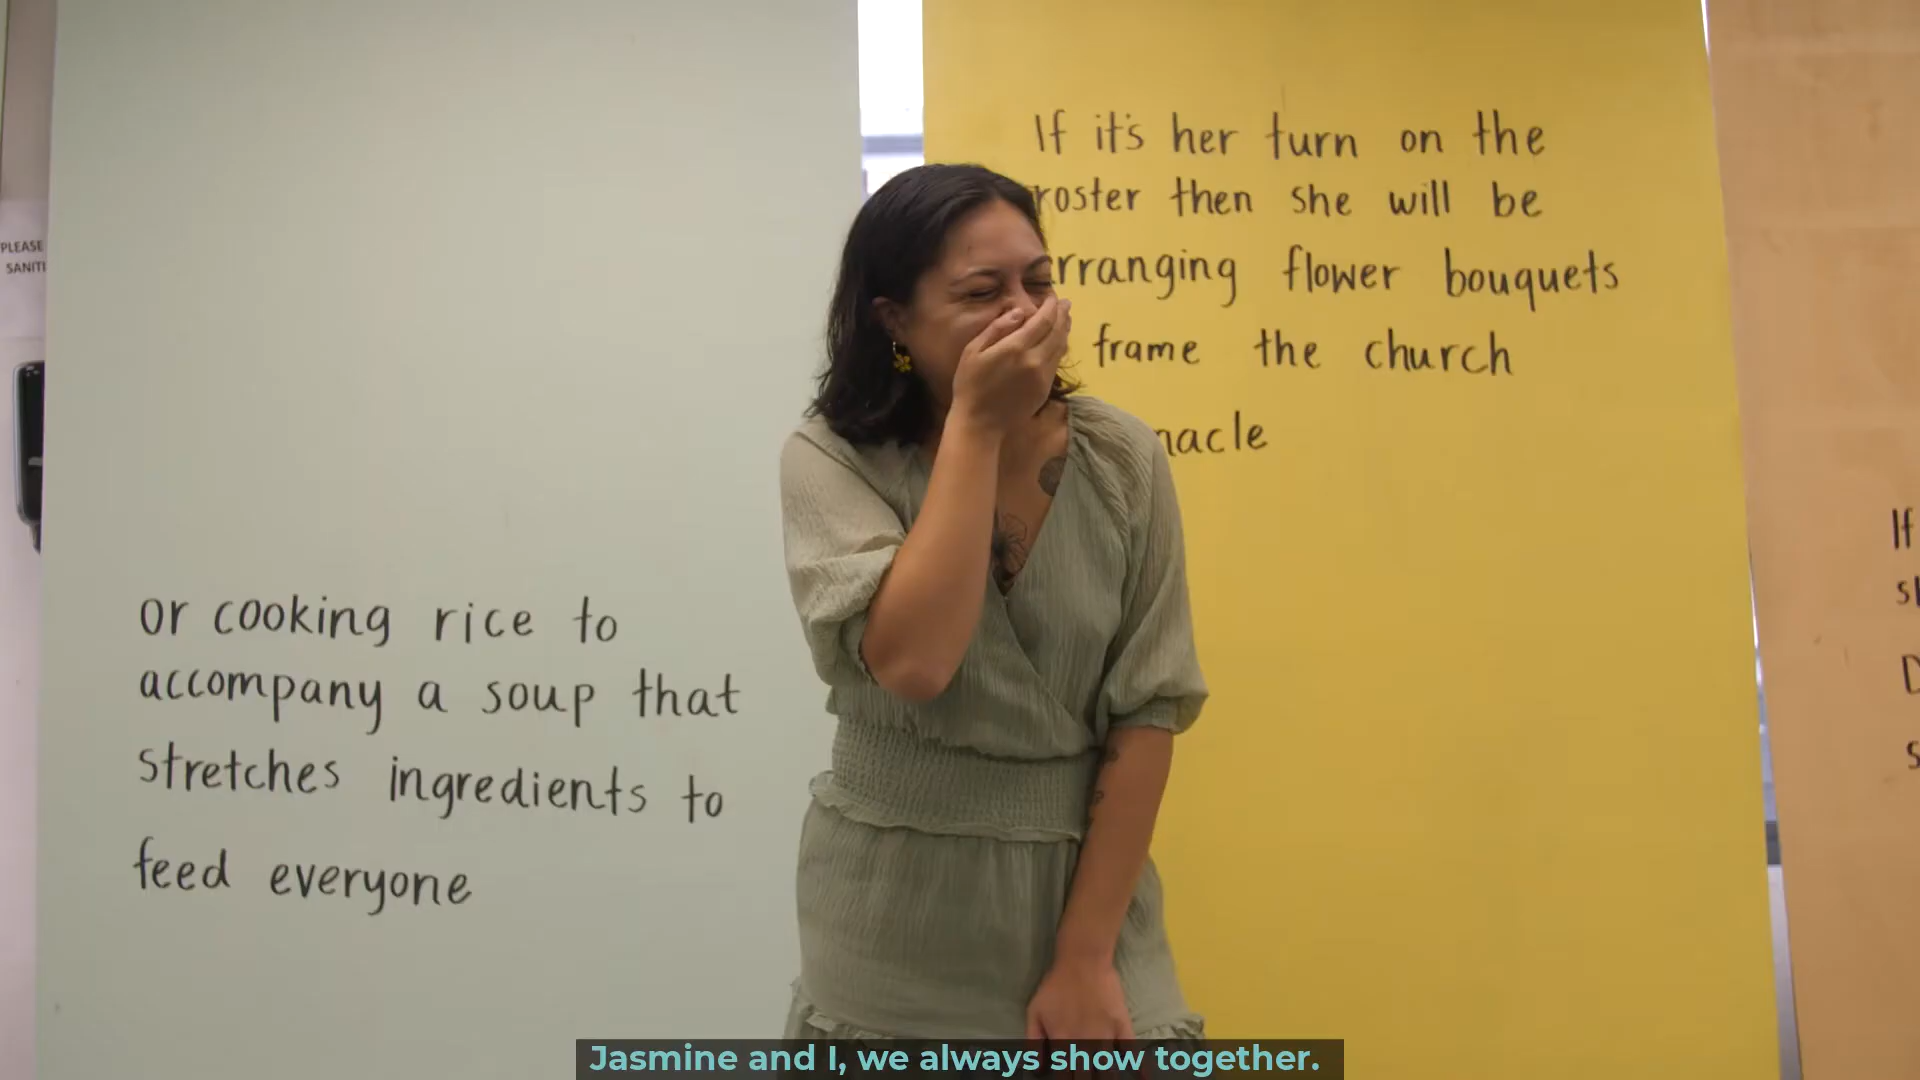 PLEASE
SANITI
or cooking rice to
accompany a soup that
stretches ingredients to
feed everyone
If it's her turn on the
roster then she will be
rranging flower bouquets
frame the church
nacle
If
Jasmine and I, we always show together.